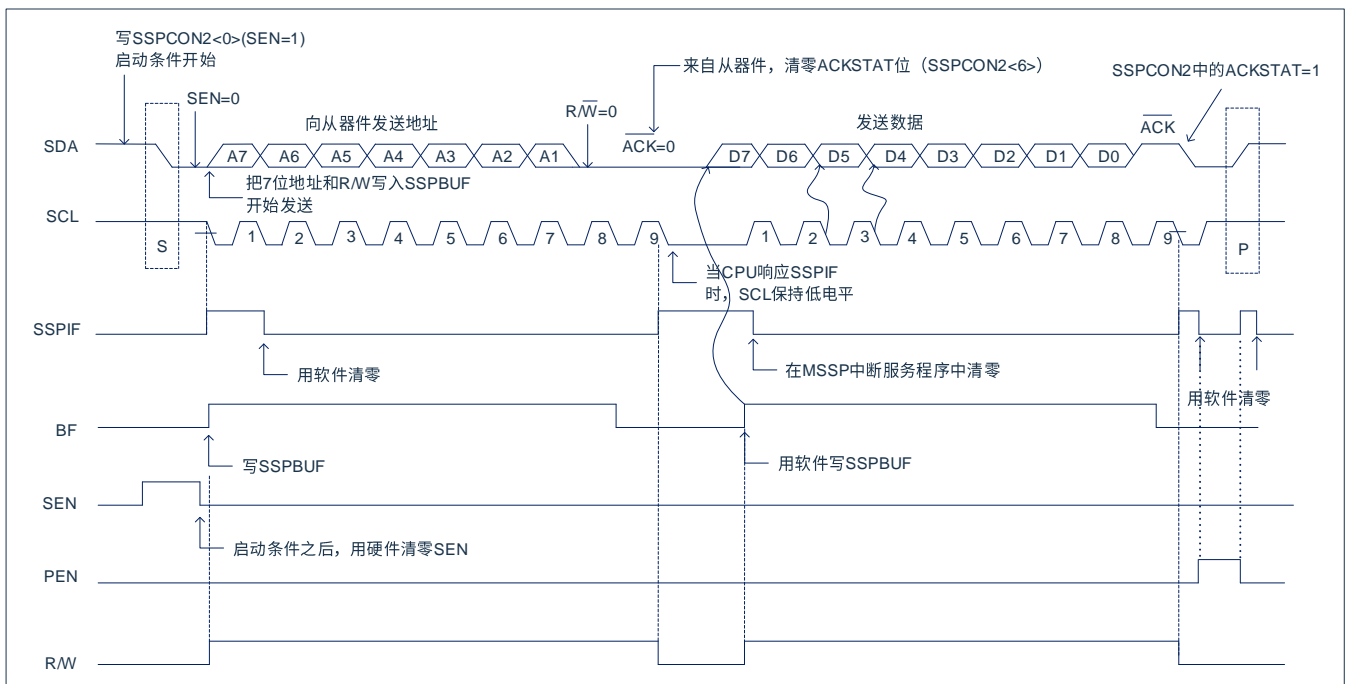 写SSPCON2<0>(SEN=1)
启动条件开始
来自从器件，清零ACKSTAT位（SSPCON2<6>）
SSPCON2中的ACKSTAT=1
SEN=0
R/W=0
向从器件发送地址
发送数据
ACK
ACK=0
SDA
A7 A6 A5 A4 A3 A2 A1
D7 D6 D5 D4 D3 D2 D1 D0
把7位地址和R/W写入SSPBUF
开始发送
SCL
S
1 2 3 4 5 6 7 8 9
1 2 3 4 5 6 7 8 9
P
当CPU响应SSPIF
时，SCL保持低电平
SSPIF
用软件清零
在MSSP中断服务程序中清零
用软件清零
BF
写SSPBUF
用软件写SSPBUF
SEN
启动条件之后，用硬件清零SEN
PEN
R/W